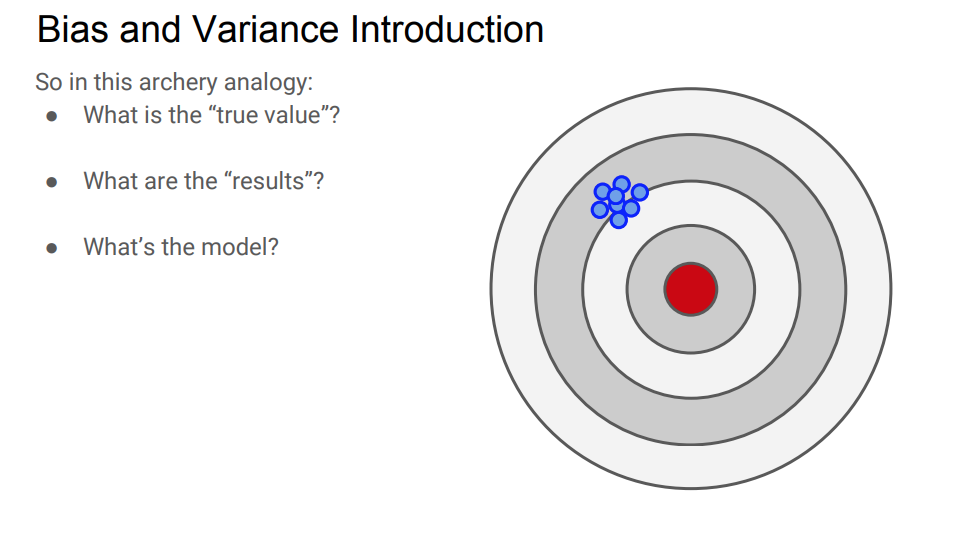 Bias and Variance Introduction
So in this archery analogy:
● What is the “true value”?
● What are the “results”?
● What’s the model?